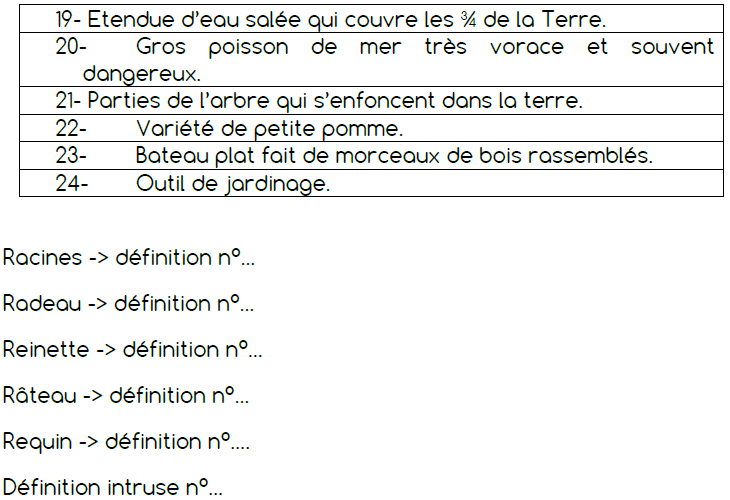 19- Etendue d'eau salée qui couvre les ¾ de la Terre.
20- Gros poisson de mer très vorace et souvent
dangereux.
21- Parties de l'arbre qui s'enfoncent dans la terre.
22- Variété de petite pomme.
23- Bateau plat fait de morceaux de bois rassemblés.
24- Outil de jardinage.
Racines -> définition n°...
Radeau -> définition n°...
Reinette -> définition n°...
Râteau -> définition n°...
Requin -> définition n°....
Définition intruse n°...